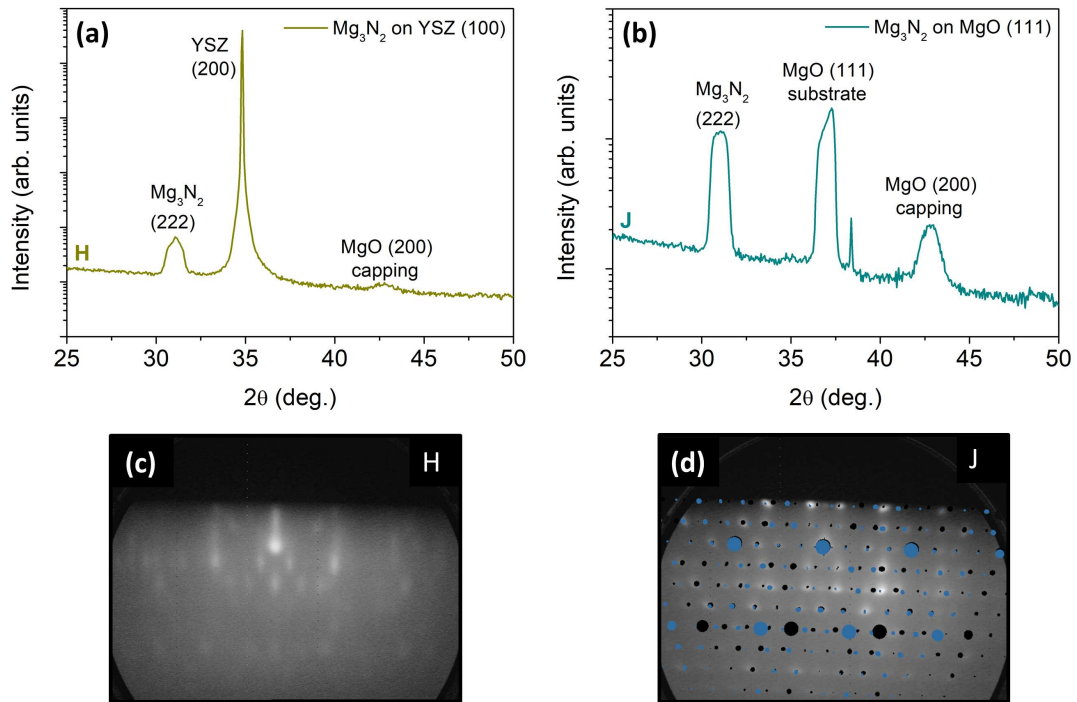 (a)
Mg₃N₂ on YSZ (100)
YSZ
(200)
Mg₃N₂
(222)
MgO (200)
capping
H
Intensity (arb. units)
25 30 35 40 45 50
2θ (deg.)
(b)
Mg₃N₂ on MgO (111)
MgO (111)
substrate
Mg₃N₂
(222)
MgO (200)
capping
J
Intensity (arb. units)
25 30 35 40 45 50
2θ (deg.)
(c)
H
(d)
J